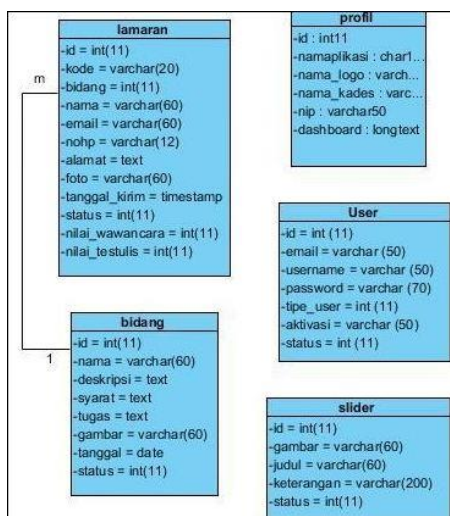 lamaran
-id = int(11)
-kode = varchar(20)
-bidang = int(11)
-nama = varchar(60)
-email = varchar(60)
-nohp = varchar(12)
-alamat = text
-foto = varchar(60)
-tanggal_kirim = timestamp
-status = int(11)
-nilai_wawancara = int(11)
-nilai_testulis = int(11)
m
1
bidang
-id = int(11)
-nama = varchar(60)
-deskripsi = text
-syarat = text
-tugas = text
-gambar = varchar(60)
-tanggal = date
-status = int(11)
profil
-id : int11
-namaplikasi : char1...
-nama_logo : varch...
-nama_kades : varc...
-nip : varchar50
-dashboard : longtext
User
-id = int (11)
-email = varchar (50)
-username = varchar (50)
-password = varchar (70)
-tipe_user = int (11)
-aktivasi = varchar (50)
-status = int (11)
slider
-id = int(11)
-gambar = varchar(60)
-judul = varchar(60)
-keterangan = varchar(200)
-status = int(11)